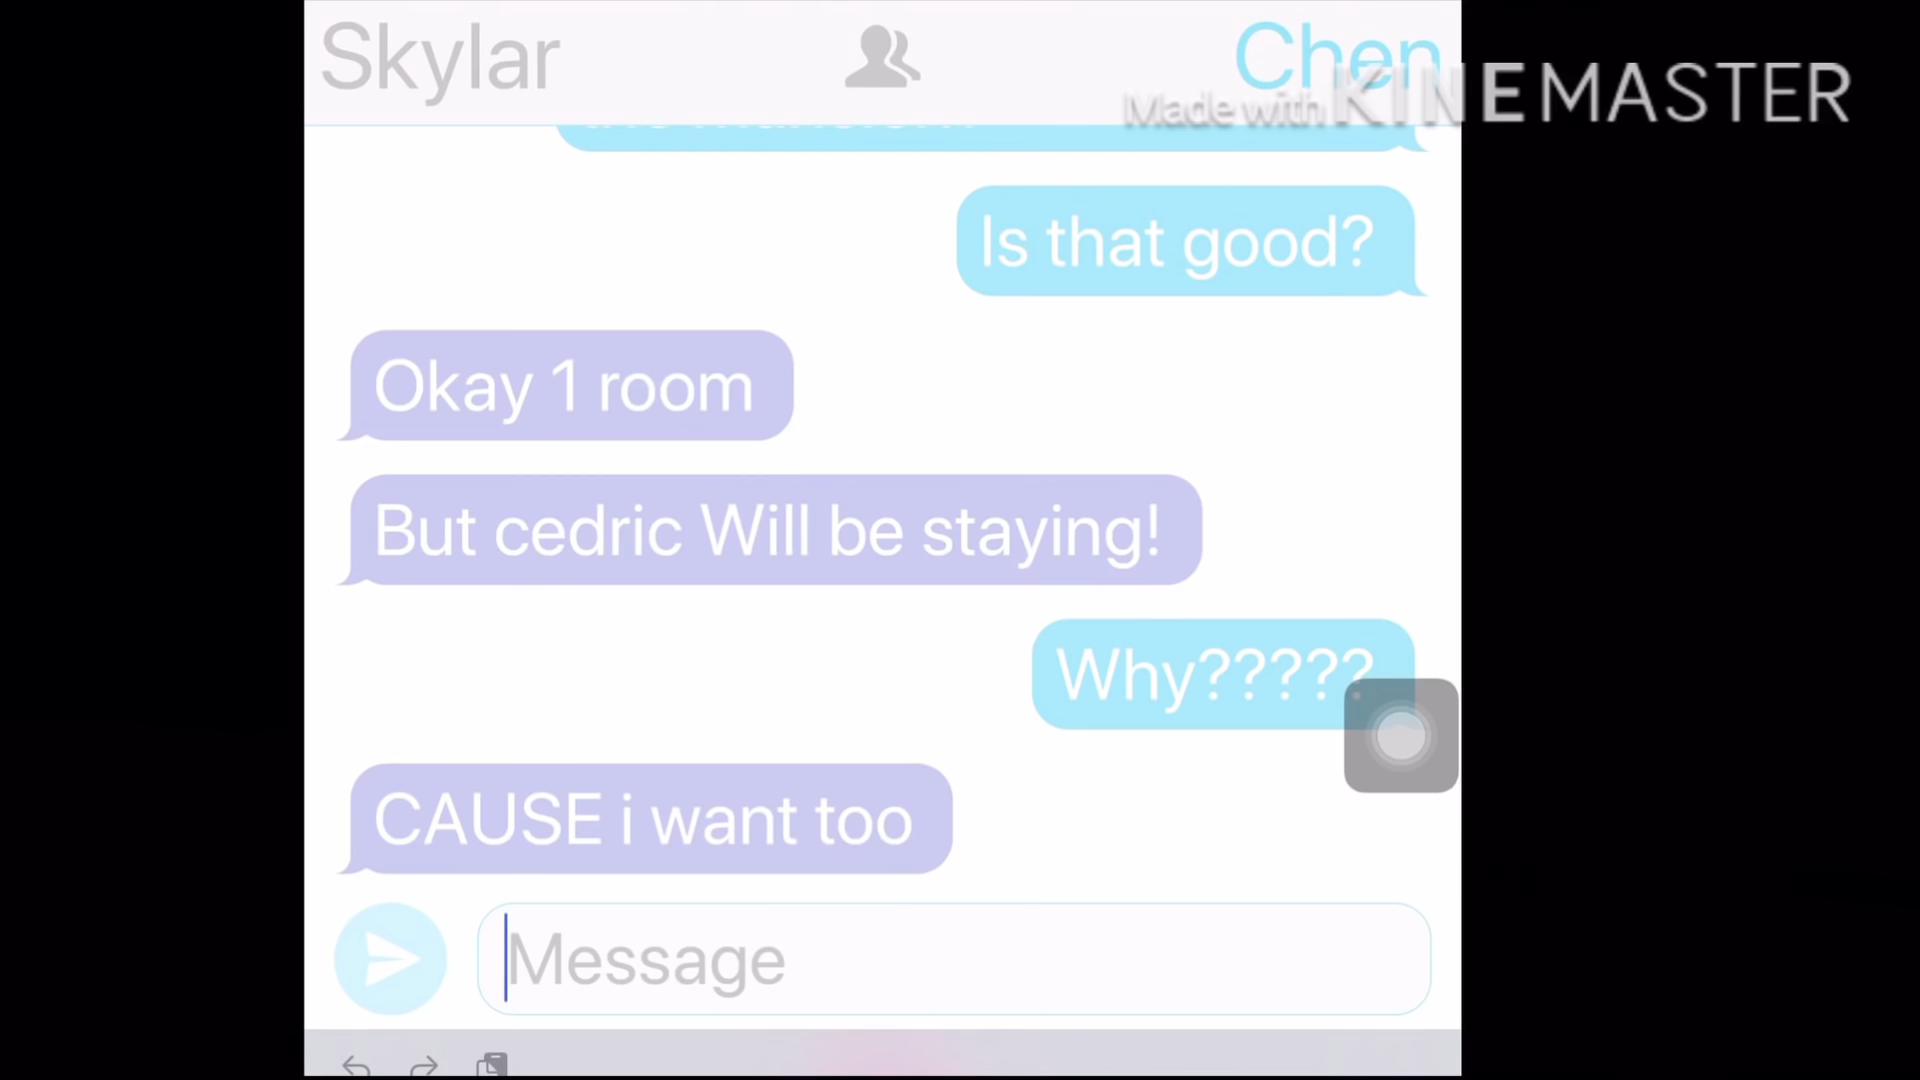 Skylar
Chen
Made with KINEMASTER
Is that good?
Okay 1 room
But cedric Will be staying!
Why?????
CAUSE i want too
Message